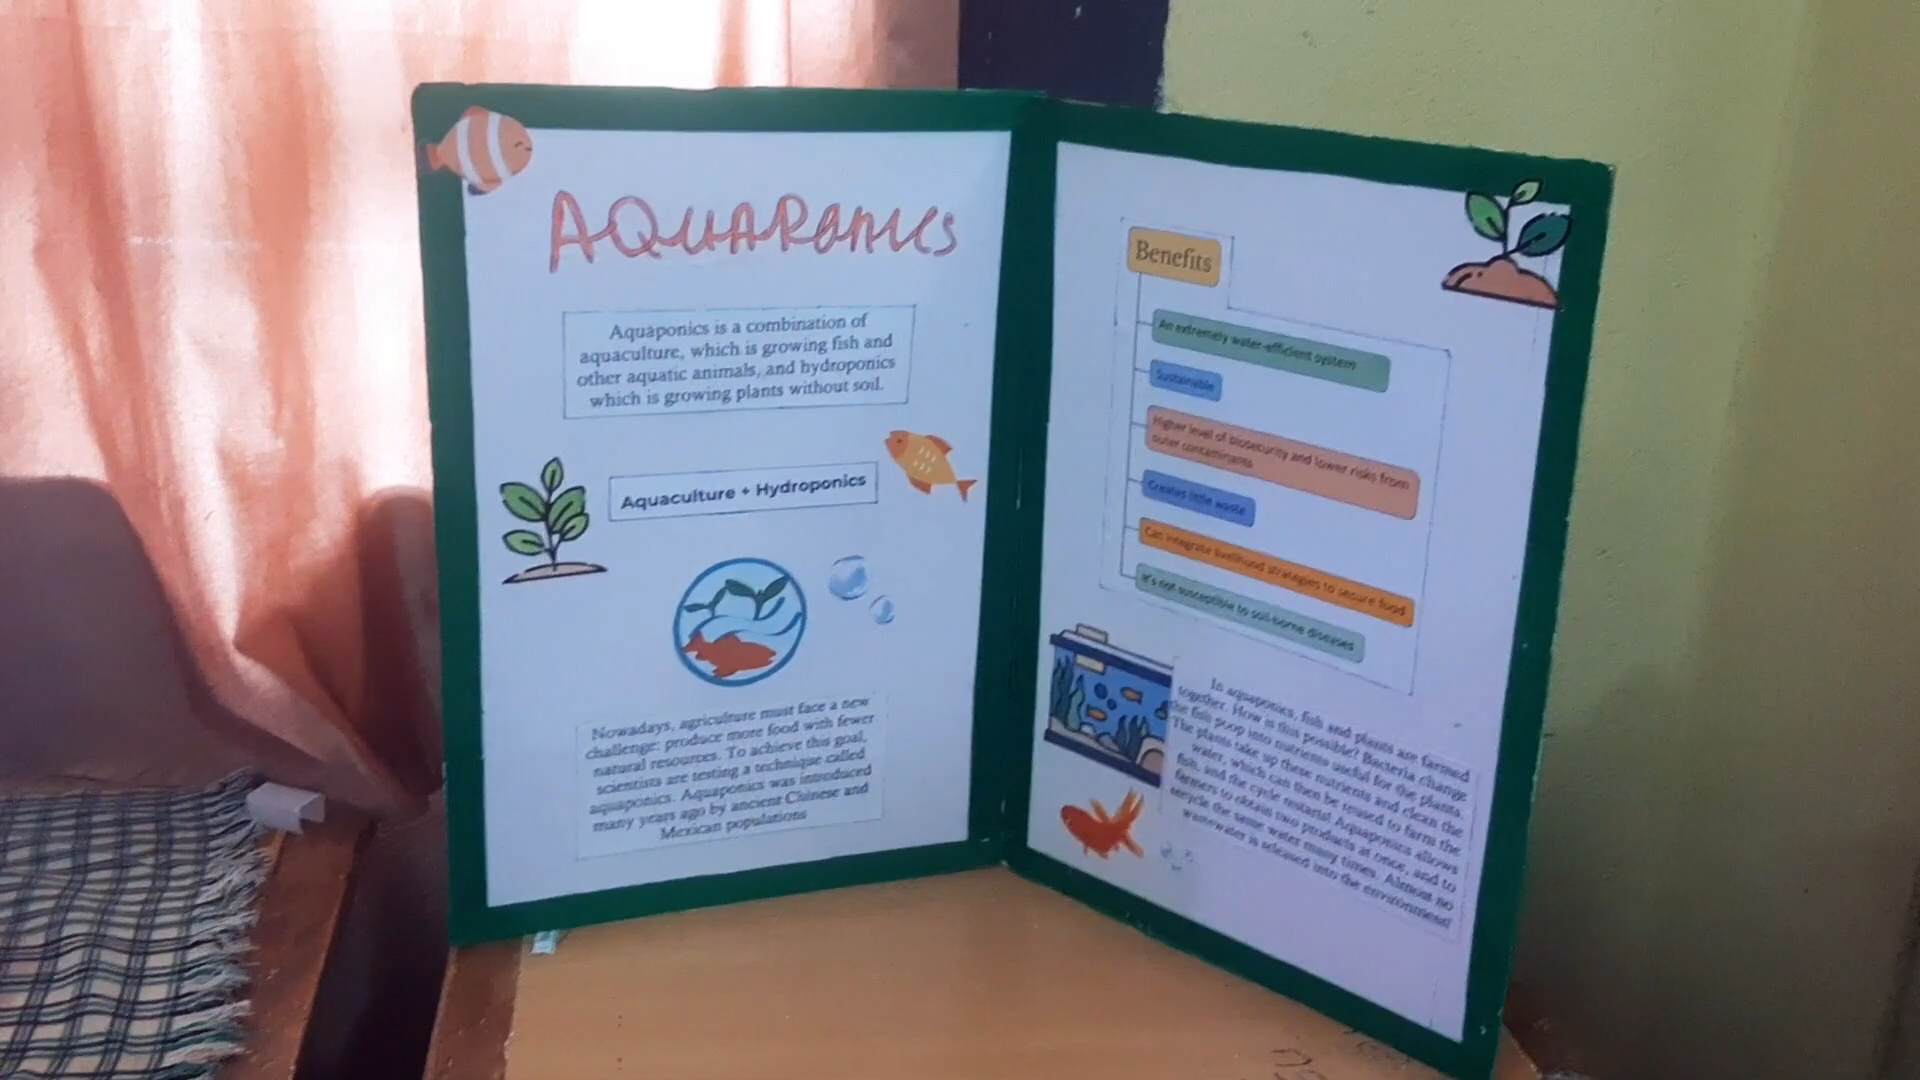 AQUAPONICS
Aquaponics is a combination of
aquaculture, which is growing fish and
other aquatic animals, and hydroponics
which is growing plants without soil.
Aquaculture + Hydroponics
Nowadays, agriculture must face a new
challenge: produce more food with fewer
natural resources. To achieve this goal,
scientists are testing a technique called
aquaponics. Aquaponics was introduced
many years ago by ancient Chinese and
Mexican populations
Benefits
An extremely water-efficient system
Sustainable
Higher level of biosecurity and lower risks from
outer contaminants
Creates little waste
Can integrate livelihood strategies to secure food
It's not susceptible to soil-borne diseases
In aquaponics, fish and plants are farmed
together. How is this possible? Bacteria change
the fish poop into nutrients useful for the plants.
The plants take up these nutrients and clean the
water, which can then be reused to farm the
fish, and the cycle restarts! Aquaponics allows
farmers to obtain two products at once, and to
recycle the same water many times. Almost no
wastewater is released into the environment!